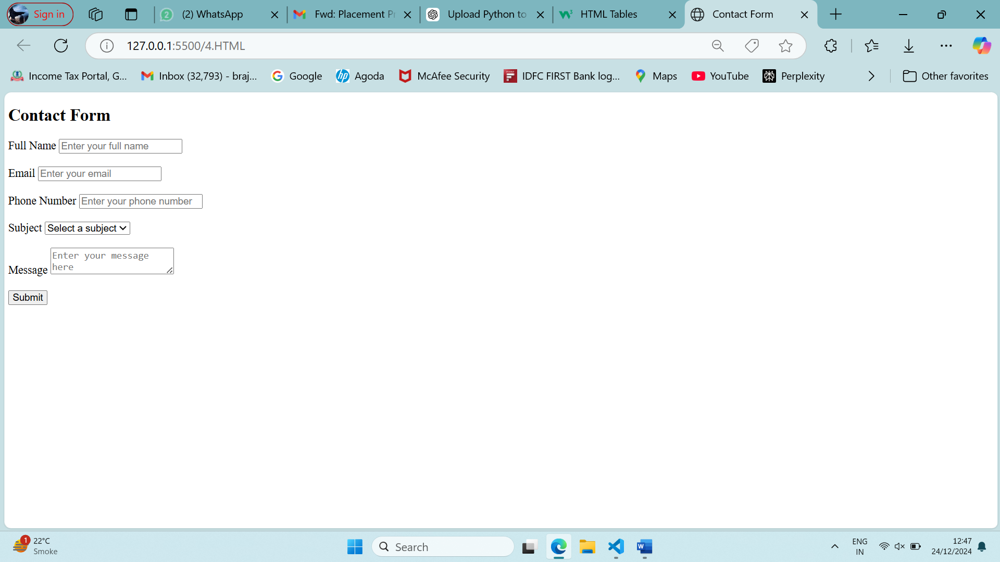 Sign in
2 (2) WhatsApp
Fwd: Placement Pr
Upload Python to
HTML Tables
Contact Form
127.0.0.1:5500/4.HTML
Income Tax Portal, G...
Inbox (32,793) - braj...
Google
Agoda
McAfee Security
IDFC FIRST Bank log...
Maps
YouTube
Perplexity
Other favorites
Contact Form
Full Name Enter your full name
Email Enter your email
Phone Number Enter your phone number
Subject Select a subject
Enter your message
here
Message
Submit
1
22°C
Smoke
Search
ENG
IN
12:47
24/12/2024